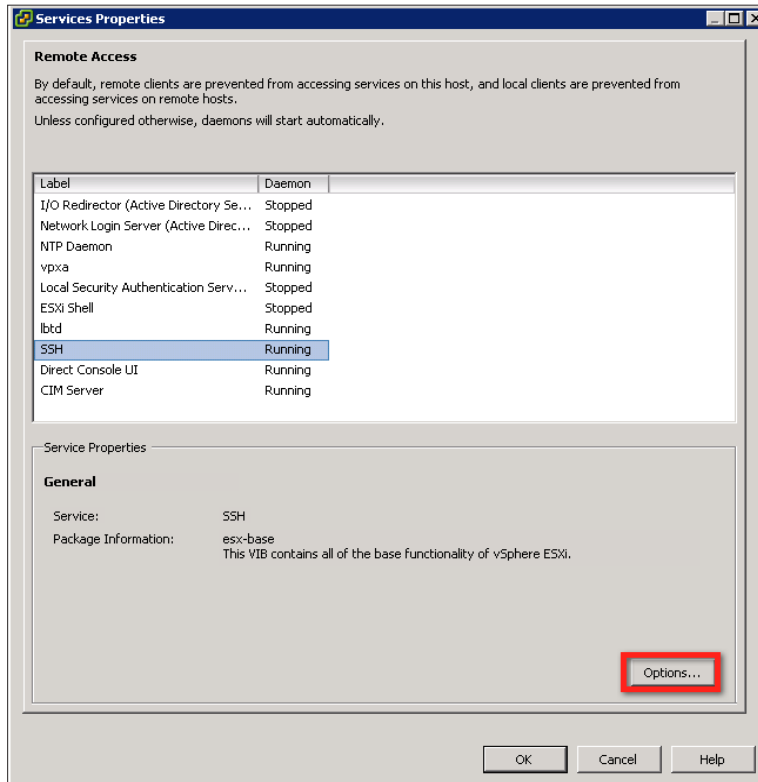 Services Properties
Remote Access
By default, remote clients are prevented from accessing services on this host, and local clients are prevented from
accessing services on remote hosts.
Unless configured otherwise, daemons will start automatically.
Label Daemon
I/O Redirector (Active Directory Se... Stopped
Network Login Server (Active Direc... Stopped
NTP Daemon Running
vpxa Running
Local Security Authentication Serv... Stopped
ESXi Shell Stopped
lbtd Running
SSH Running
Direct Console UI Running
CIM Server Running
Service Properties
General
Service: SSH
Package Information: esx-base
This VIB contains all of the base functionality of vSphere ESXi.
Options...
OK Cancel Help